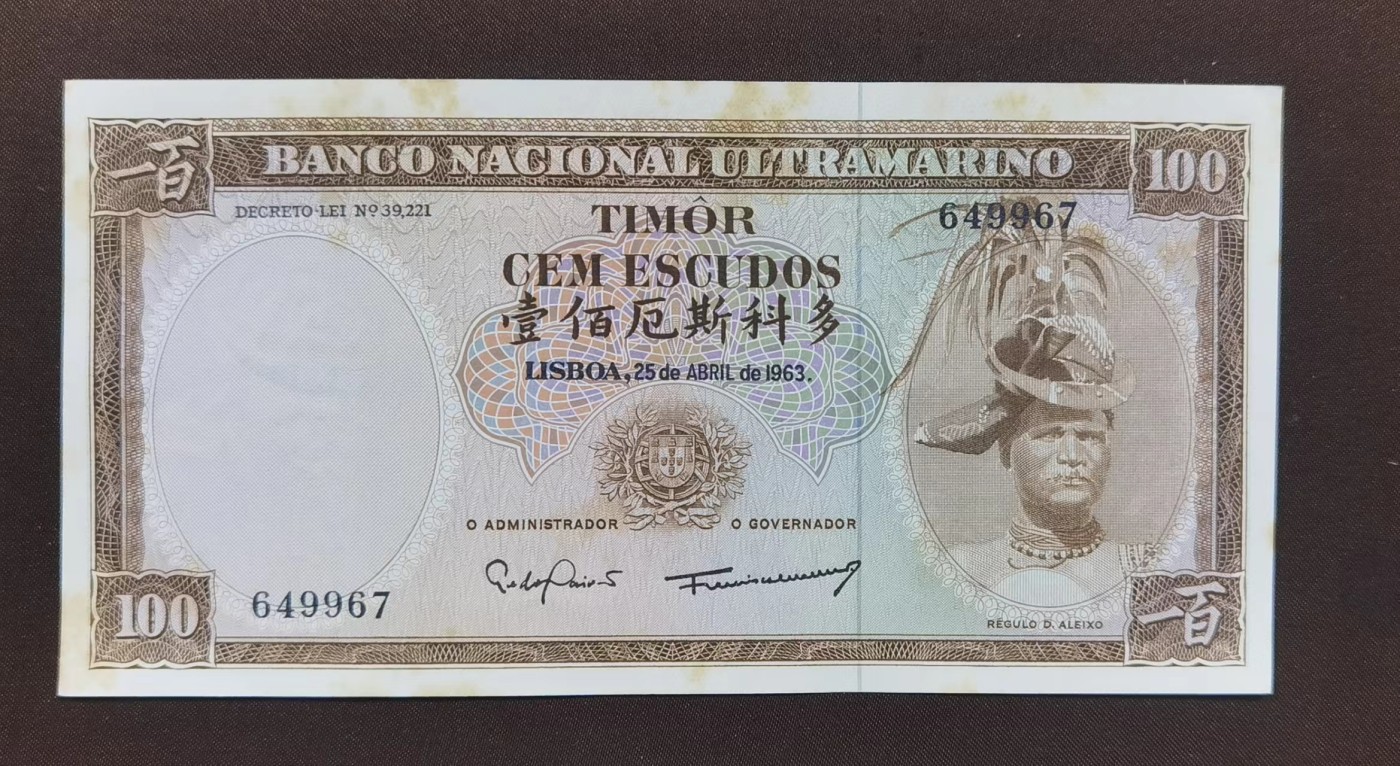 一百 BANCO NACIONAL ULTRAMARINO 100
DECRETO-LEI Nº 39,221
TIMÔR
649967
CEM ESCUDOS
壹佰厄斯科多
LISBOA, 25 de ABRIL de 1963.
O ADMINISTRADOR O GOVERNADOR
100
649967
RÉGULO D. ALEIXO
一百